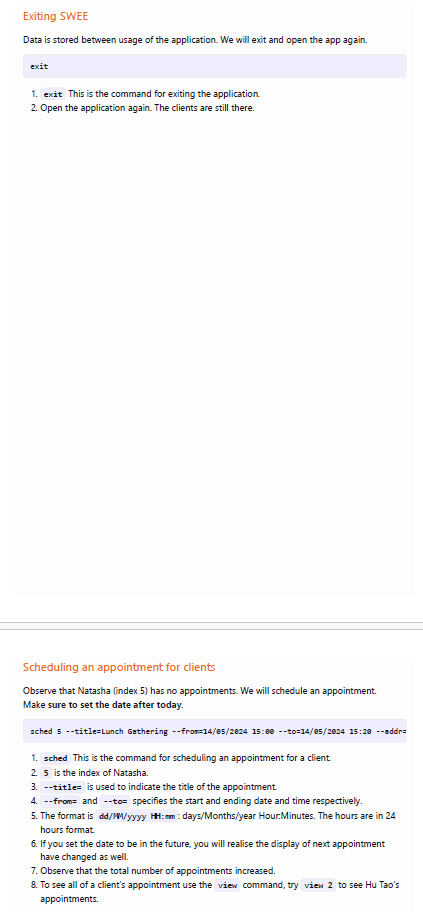 Exiting SWEE
Data is stored between usage of the application. We will exit and open the app again.
exit
1. exit This is the command for exiting the application.
2. Open the application again. The clients are still there.
Scheduling an appointment for clients
Observe that Natasha (index 5) has no appointments. We will schedule an appointment.
Make sure to set the date after today.
sched 5 --title=Lunch Gathering --from=14/05/2024 15:00 --to=14/05/2024 15:20 --addr=
1. sched This is the command for scheduling an appointment for a client.
2. 5 is the index of Natasha.
3. --title= is used to indicate the title of the appointment.
4. --from= and --to= specifies the start and ending date and time respectively.
5. The format is dd/MM/yyyy HH:mm : days/Months/year Hour:Minutes. The hours are in 24
hours format.
6. If you set the date to be in the future, you will realise the display of next appointment
have changed as well.
7. Observe that the total number of appointments increased.
8. To see all of a client's appointment use the view command, try view 2 to see Hu Tao's
appointments.